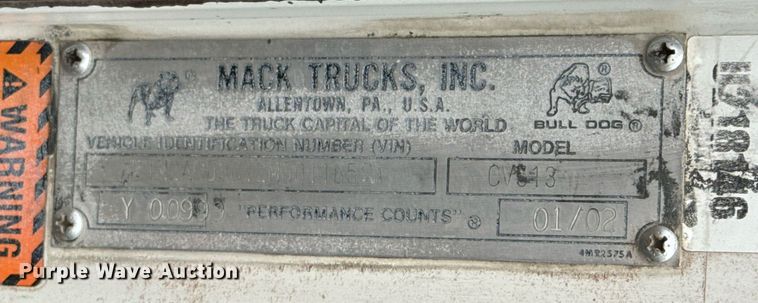 WARNING
MACK TRUCKS, INC.
ALLENTOWN, PA., U.S.A.
THE TRUCK CAPITAL OF THE WORLD
BULL DOG ®
VEHICLE IDENTIFICATION NUMBER (VIN) MODEL
"PERFORMANCE COUNTS" ® 01/02
4MR2575A
Purple Wave Auction